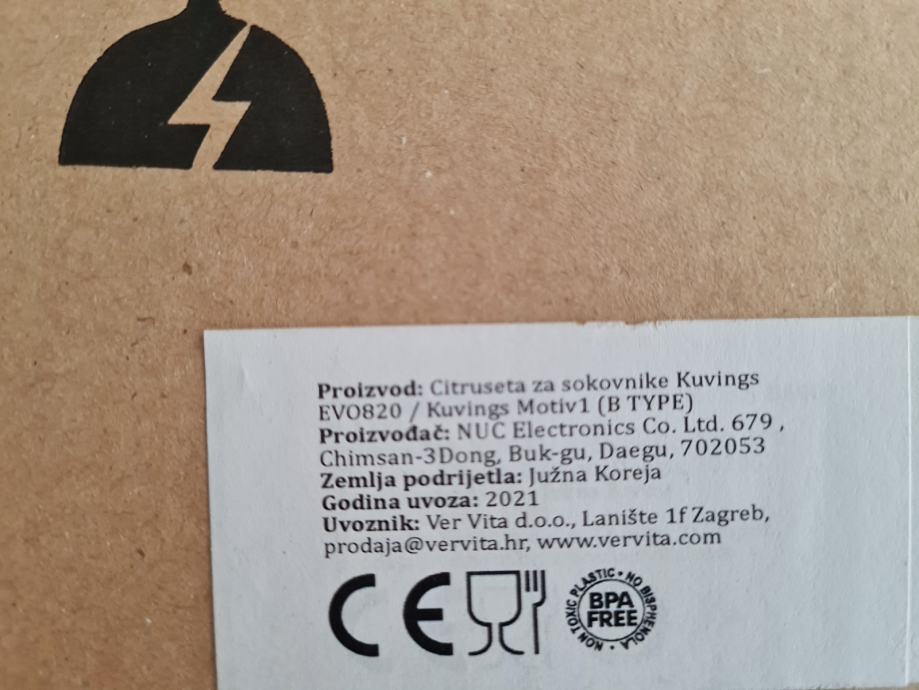 Proizvod: Citruseta za sokovnike Kuvings
EVO820 / Kuvings Motiv1 (B TYPE)
Proizvođač: NUC Electronics Co. Ltd. 679 ,
Chimsan-3Dong, Buk-gu, Daegu, 702053
Zemlja podrijetla: Južna Koreja
Godina uvoza: 2021
Uvoznik: Ver Vita d.o.o., Lanište 1f Zagreb,
prodaja@vervita.hr, www.vervita.com
CE
NON TOXIC PLASTIC • NO BISPHENOL-A •
BPA
FREE